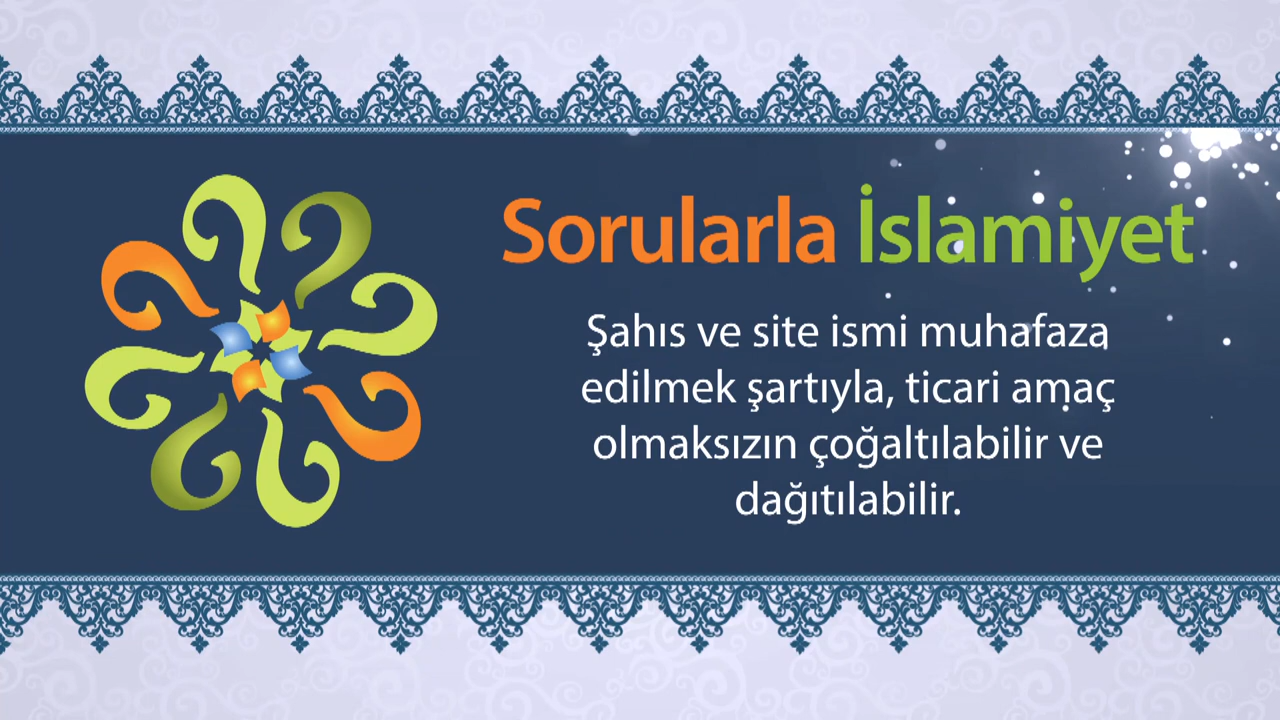 Sorularla İslamiyet
Şahıs ve site ismi muhafaza
edilmek şartıyla, ticari amaç
olmaksızın çoğaltılabilir ve
dağıtılabilir.